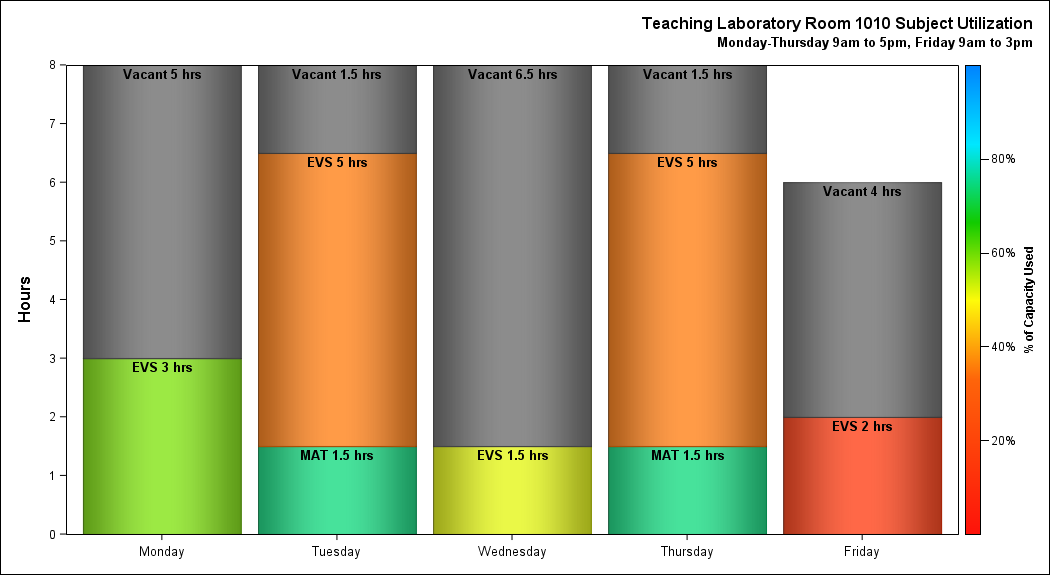 Teaching Laboratory Room 1010 Subject Utilization
Monday-Thursday 9am to 5pm, Friday 9am to 3pm
Hours
8
7
6
5
4
3
2
1
0
Vacant 5 hrs
EVS 3 hrs
Vacant 1.5 hrs
EVS 5 hrs
MAT 1.5 hrs
Vacant 6.5 hrs
EVS 1.5 hrs
Vacant 1.5 hrs
EVS 5 hrs
MAT 1.5 hrs
Vacant 4 hrs
EVS 2 hrs
Monday
Tuesday
Wednesday
Thursday
Friday
80%
60%
40%
20%
% of Capacity Used